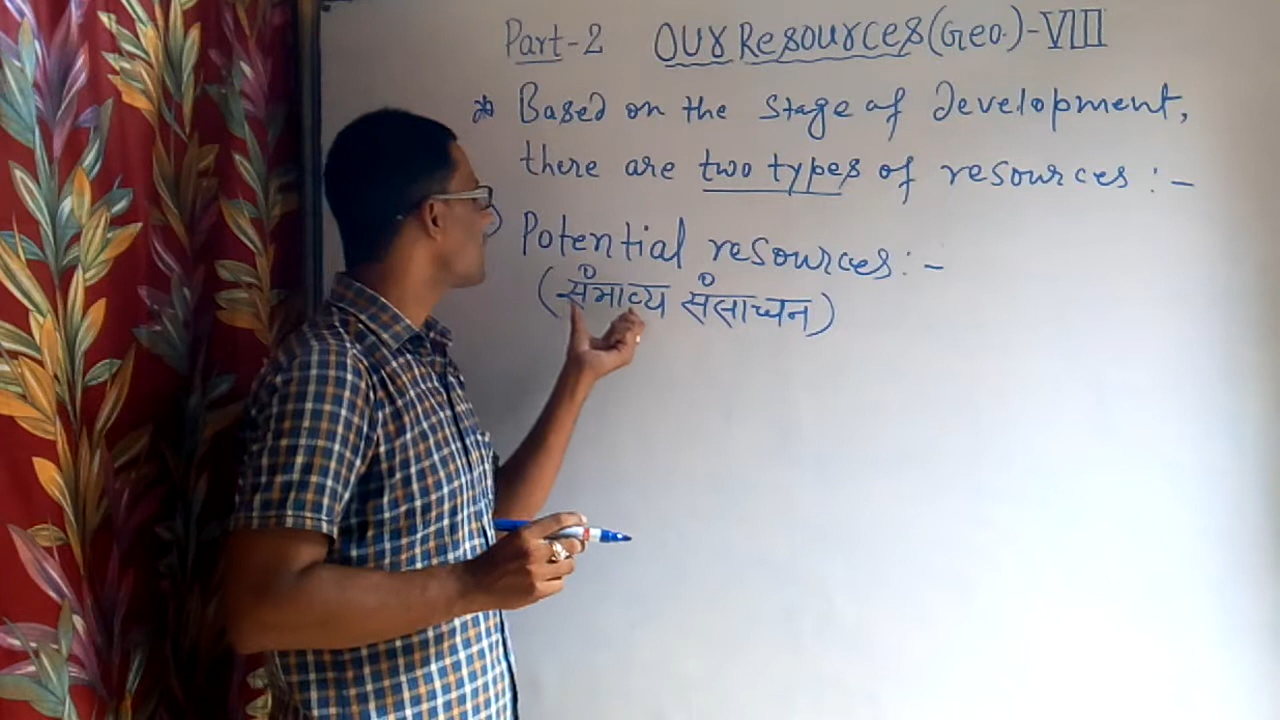 Part-2 Our Resources (Geo.)-VIII
* Based on the stage of development,
there are two types of resources :-
) Potential resources :-
(संभाव्य संसाधन)